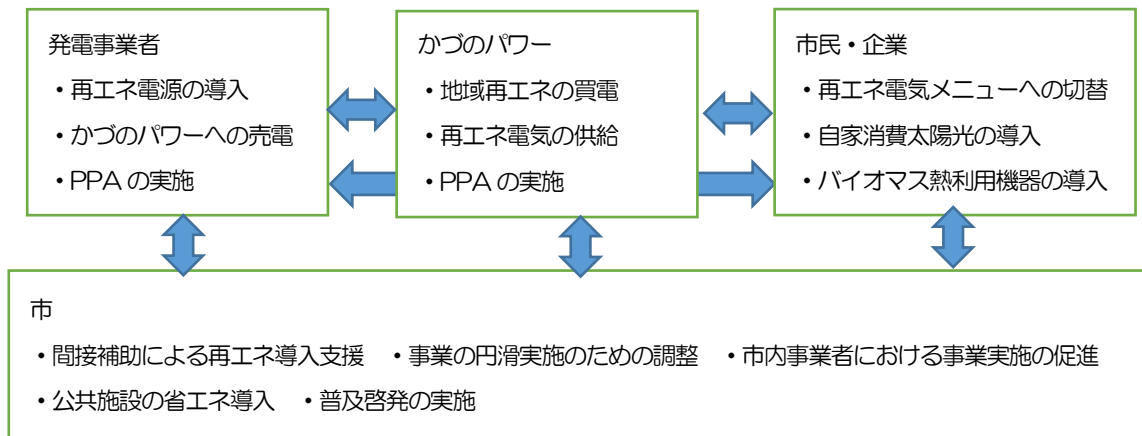 発電事業者
・再エネ電源の導入
・かづのパワーへの売電
・PPA の実施
かづのパワー
・地域再エネの買電
・再エネ電気の供給
・PPA の実施
市民・企業
・再エネ電気メニューへの切替
・自家消費太陽光の導入
・バイオマス熱利用機器の導入
市
・間接補助による再エネ導入支援　・事業の円滑実施のための調整　・市内事業者における事業実施の促進
・公共施設の省エネ導入　・普及啓発の実施